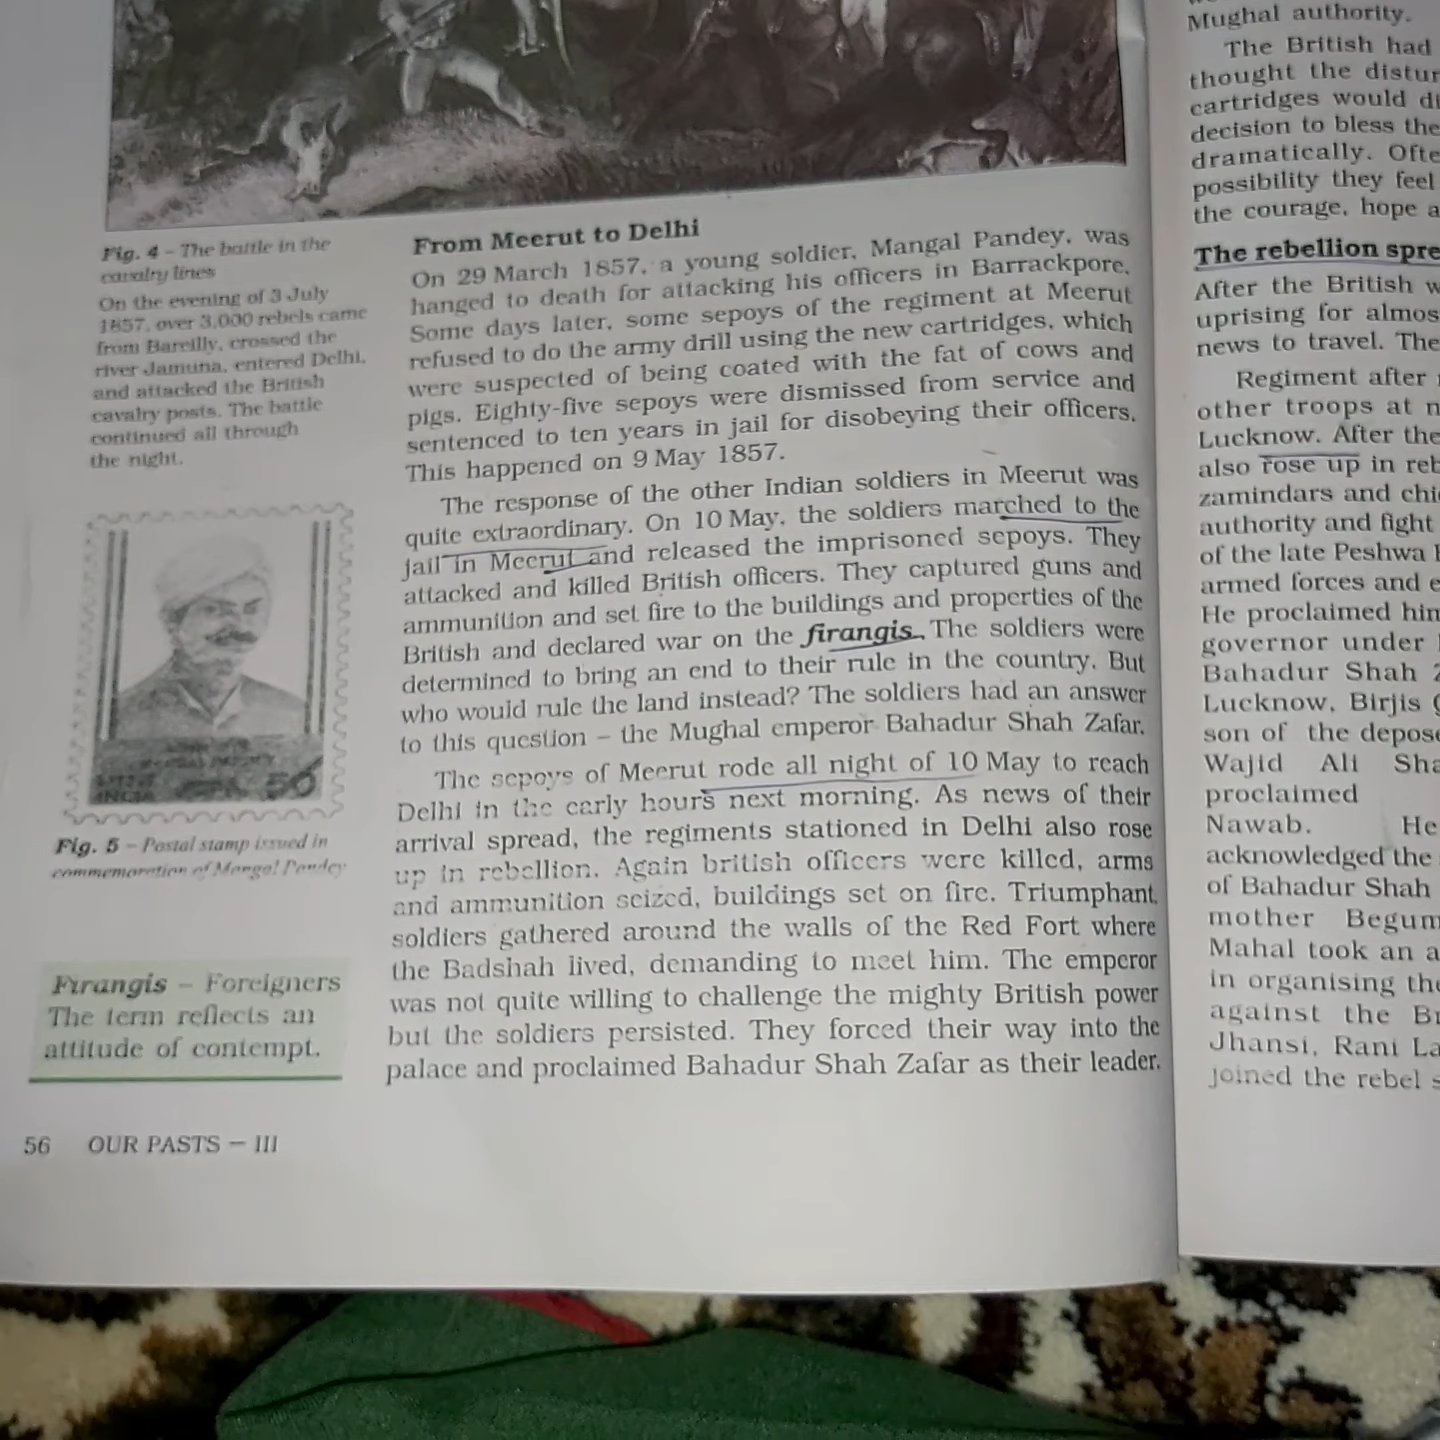 Fig. 4 – The battle in the
cavalry lines
On the evening of 3 July
1857, over 3,000 rebels came
from Bareilly, crossed the
river Jamuna, entered Delhi,
and attacked the British
cavalry posts. The battle
continued all through
the night.
Fig. 5 – Postal stamp issued in
commemoration of Mangal Pandey
Firangis – Foreigners
The term reflects an
attitude of contempt.
56 OUR PASTS – III
From Meerut to Delhi
On 29 March 1857, a young soldier, Mangal Pandey, was
hanged to death for attacking his officers in Barrackpore.
Some days later, some sepoys of the regiment at Meerut
refused to do the army drill using the new cartridges, which
were suspected of being coated with the fat of cows and
pigs. Eighty-five sepoys were dismissed from service and
sentenced to ten years in jail for disobeying their officers.
This happened on 9 May 1857.
The response of the other Indian soldiers in Meerut was
quite extraordinary. On 10 May, the soldiers marched to the
jail in Meerut and released the imprisoned sepoys. They
attacked and killed British officers. They captured guns and
ammunition and set fire to the buildings and properties of the
British and declared war on the firangis. The soldiers were
determined to bring an end to their rule in the country. But
who would rule the land instead? The soldiers had an answer
to this question – the Mughal emperor Bahadur Shah Zafar.
The sepoys of Meerut rode all night of 10 May to reach
Delhi in the early hours next morning. As news of their
arrival spread, the regiments stationed in Delhi also rose
up in rebellion. Again british officers were killed, arms
and ammunition seized, buildings set on fire. Triumphant
soldiers gathered around the walls of the Red Fort where
the Badshah lived, demanding to meet him. The emperor
was not quite willing to challenge the mighty British power
but the soldiers persisted. They forced their way into the
palace and proclaimed Bahadur Shah Zafar as their leader.
Mughal authority.
The British had
thought the distur
cartridges would di
decision to bless the
dramatically. Ofte
possibility they feel
the courage, hope a
The rebellion spre
After the British w
uprising for almos
news to travel. The
Regiment after
other troops at n
Lucknow. After the
also rose up in reb
zamindars and chi
authority and fight
of the late Peshwa
armed forces and e
He proclaimed him
governor under
Bahadur Shah Z
Lucknow, Birjis
son of the depose
Wajid Ali Sha
proclaimed
Nawab. He
acknowledged the
of Bahadur Shah
mother Begum
Mahal took an a
in organising the
against the Br
Jhansi, Rani La
joined the rebel s